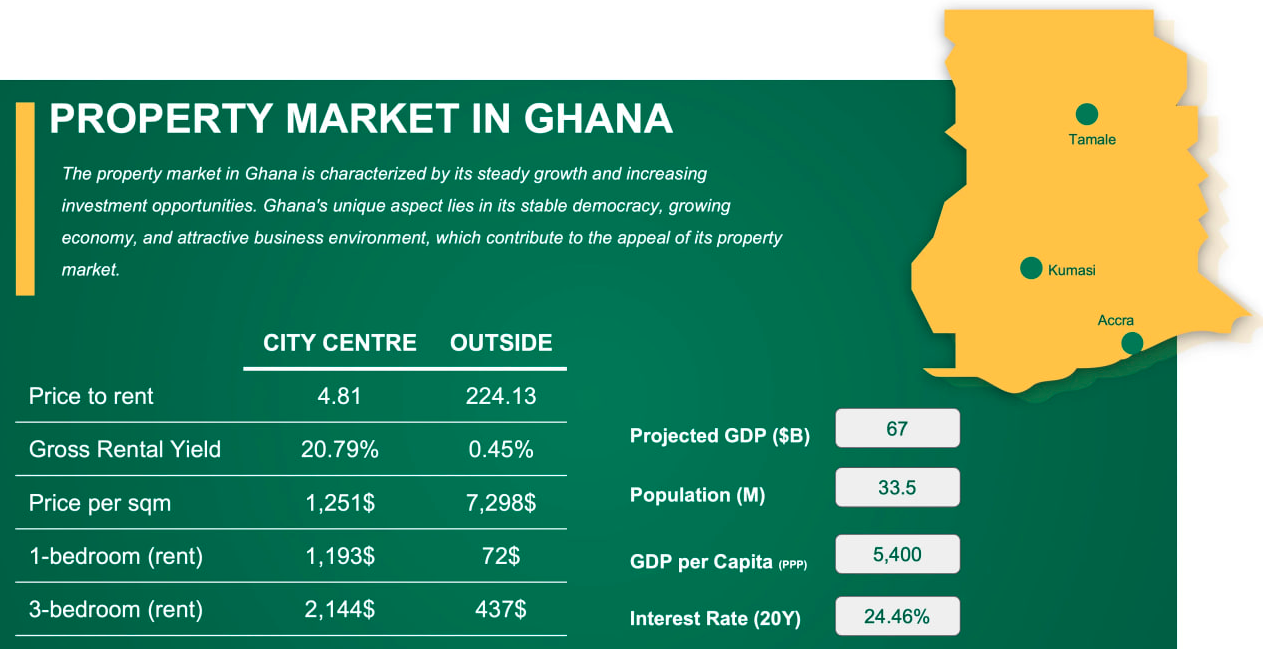 PROPERTY MARKET IN GHANA
The property market in Ghana is characterized by its steady growth and increasing
investment opportunities. Ghana's unique aspect lies in its stable democracy, growing
economy, and attractive business environment, which contribute to the appeal of its property
market.
Tamale
Kumasi
Accra
CITY CENTRE OUTSIDE
Price to rent 4.81 224.13
Gross Rental Yield 20.79% 0.45%
Price per sqm 1,251$ 7,298$
1-bedroom (rent) 1,193$ 72$
3-bedroom (rent) 2,144$ 437$
Projected GDP ($B) 67
Population (M) 33.5
GDP per Capita (PPP) 5,400
Interest Rate (20Y) 24.46%